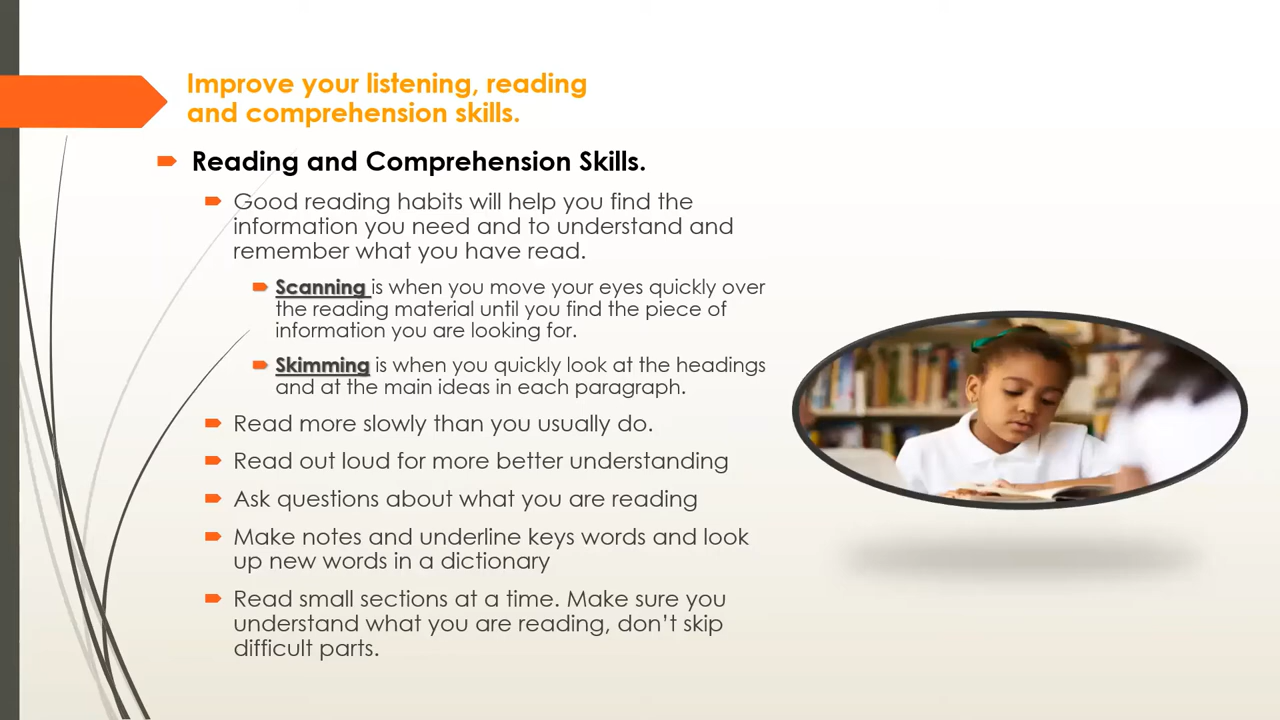 Improve your listening, reading
and comprehension skills.
Reading and Comprehension Skills.
Good reading habits will help you find the
information you need and to understand and
remember what you have read.
Scanning is when you move your eyes quickly over
the reading material until you find the piece of
information you are looking for.
Skimming is when you quickly look at the headings
and at the main ideas in each paragraph.
Read more slowly than you usually do.
Read out loud for more better understanding
Ask questions about what you are reading
Make notes and underline keys words and look
up new words in a dictionary
Read small sections at a time. Make sure you
understand what you are reading, don’t skip
difficult parts.